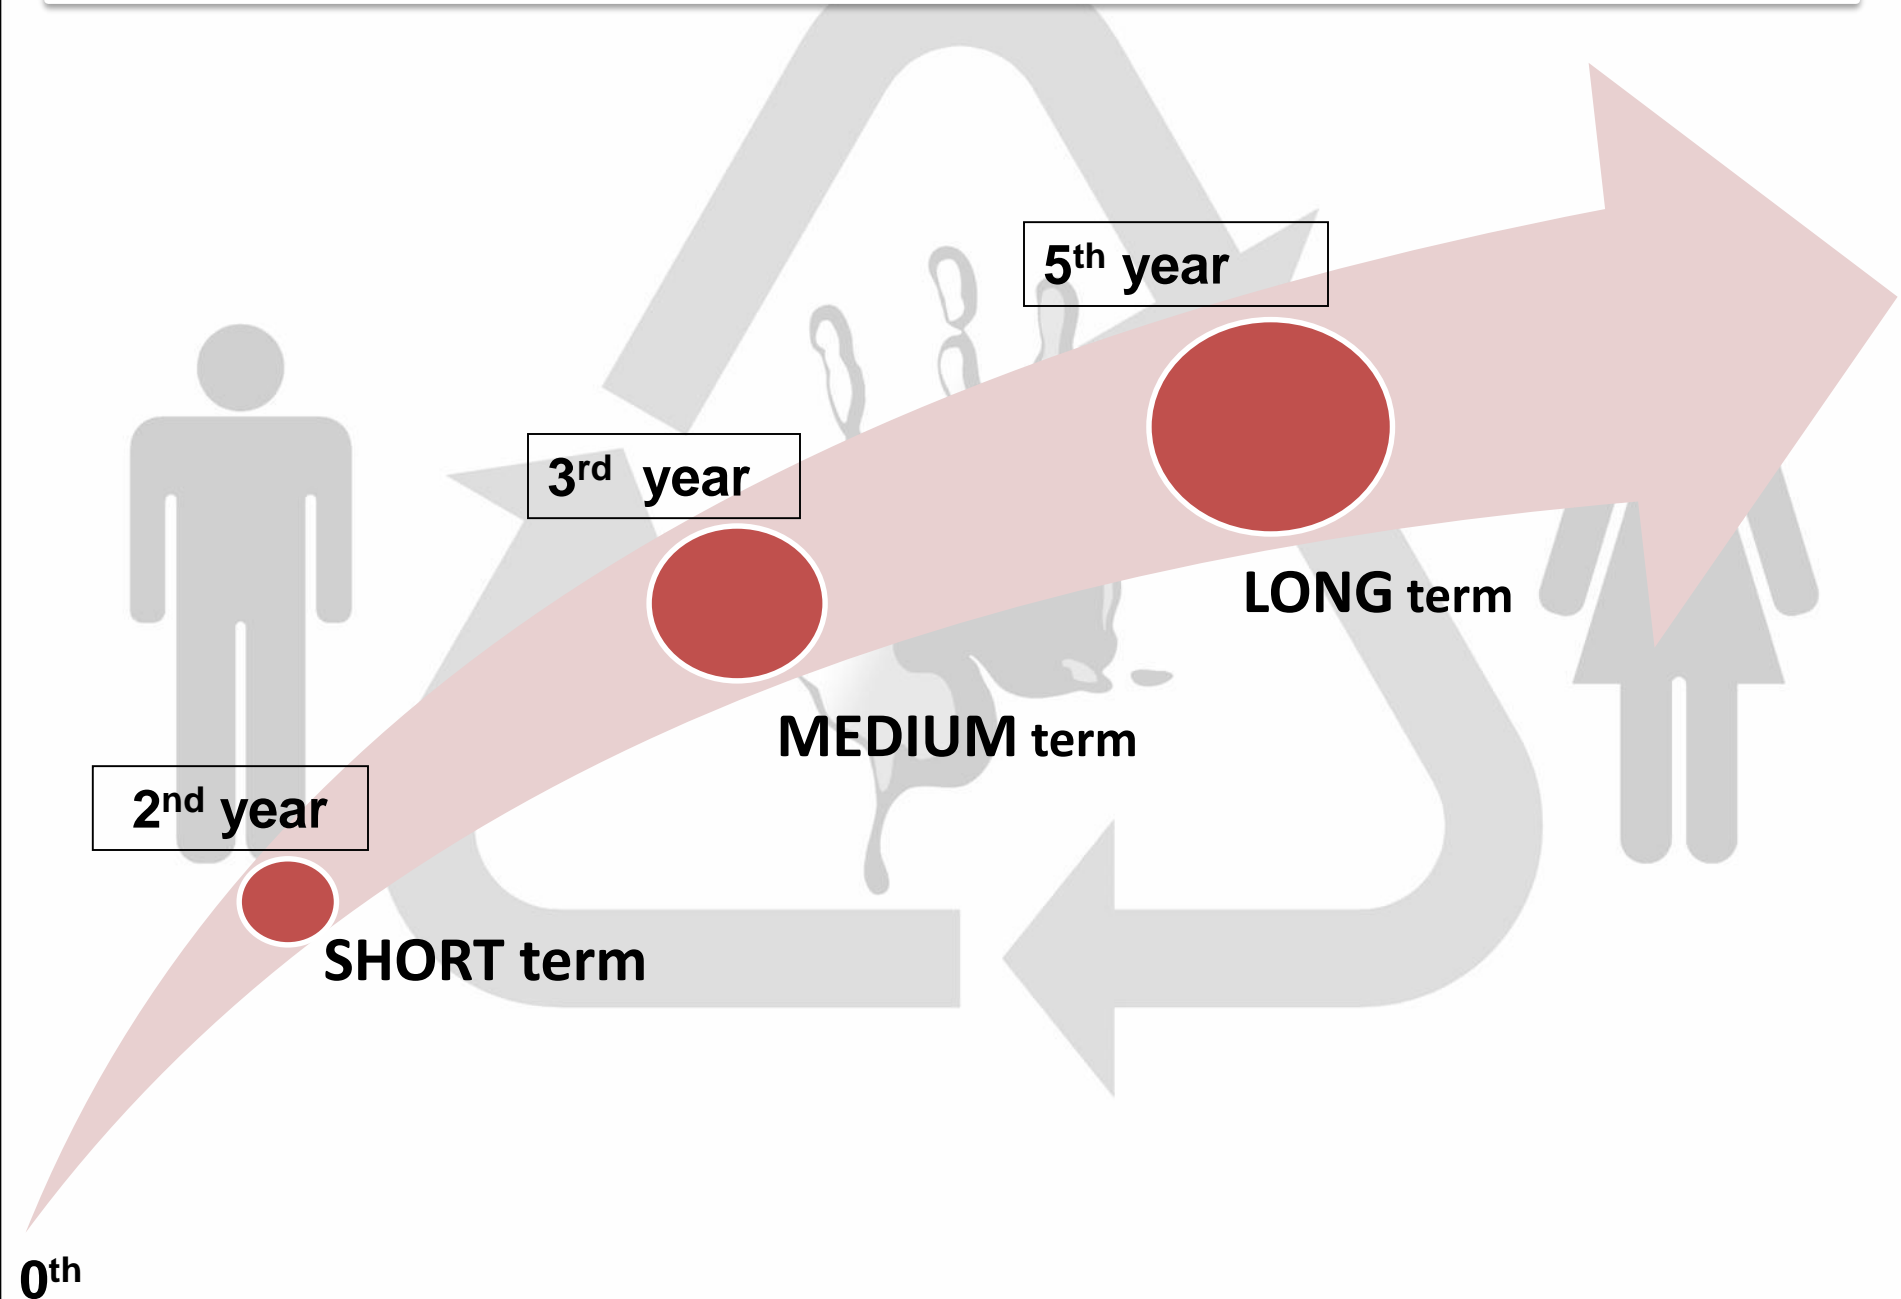 5th year
3rd year
LONG term
MEDIUM term
2nd year
SHORT term
0th